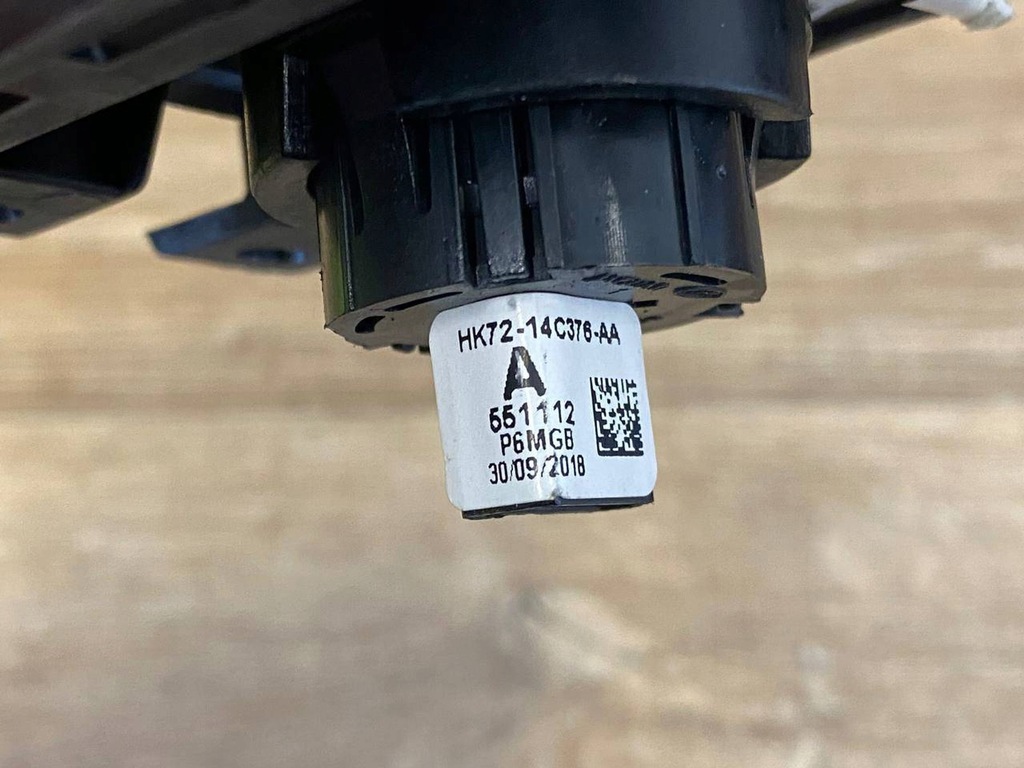 HK72-14C376-AA
A
551112
P6MGB
30/09/2018